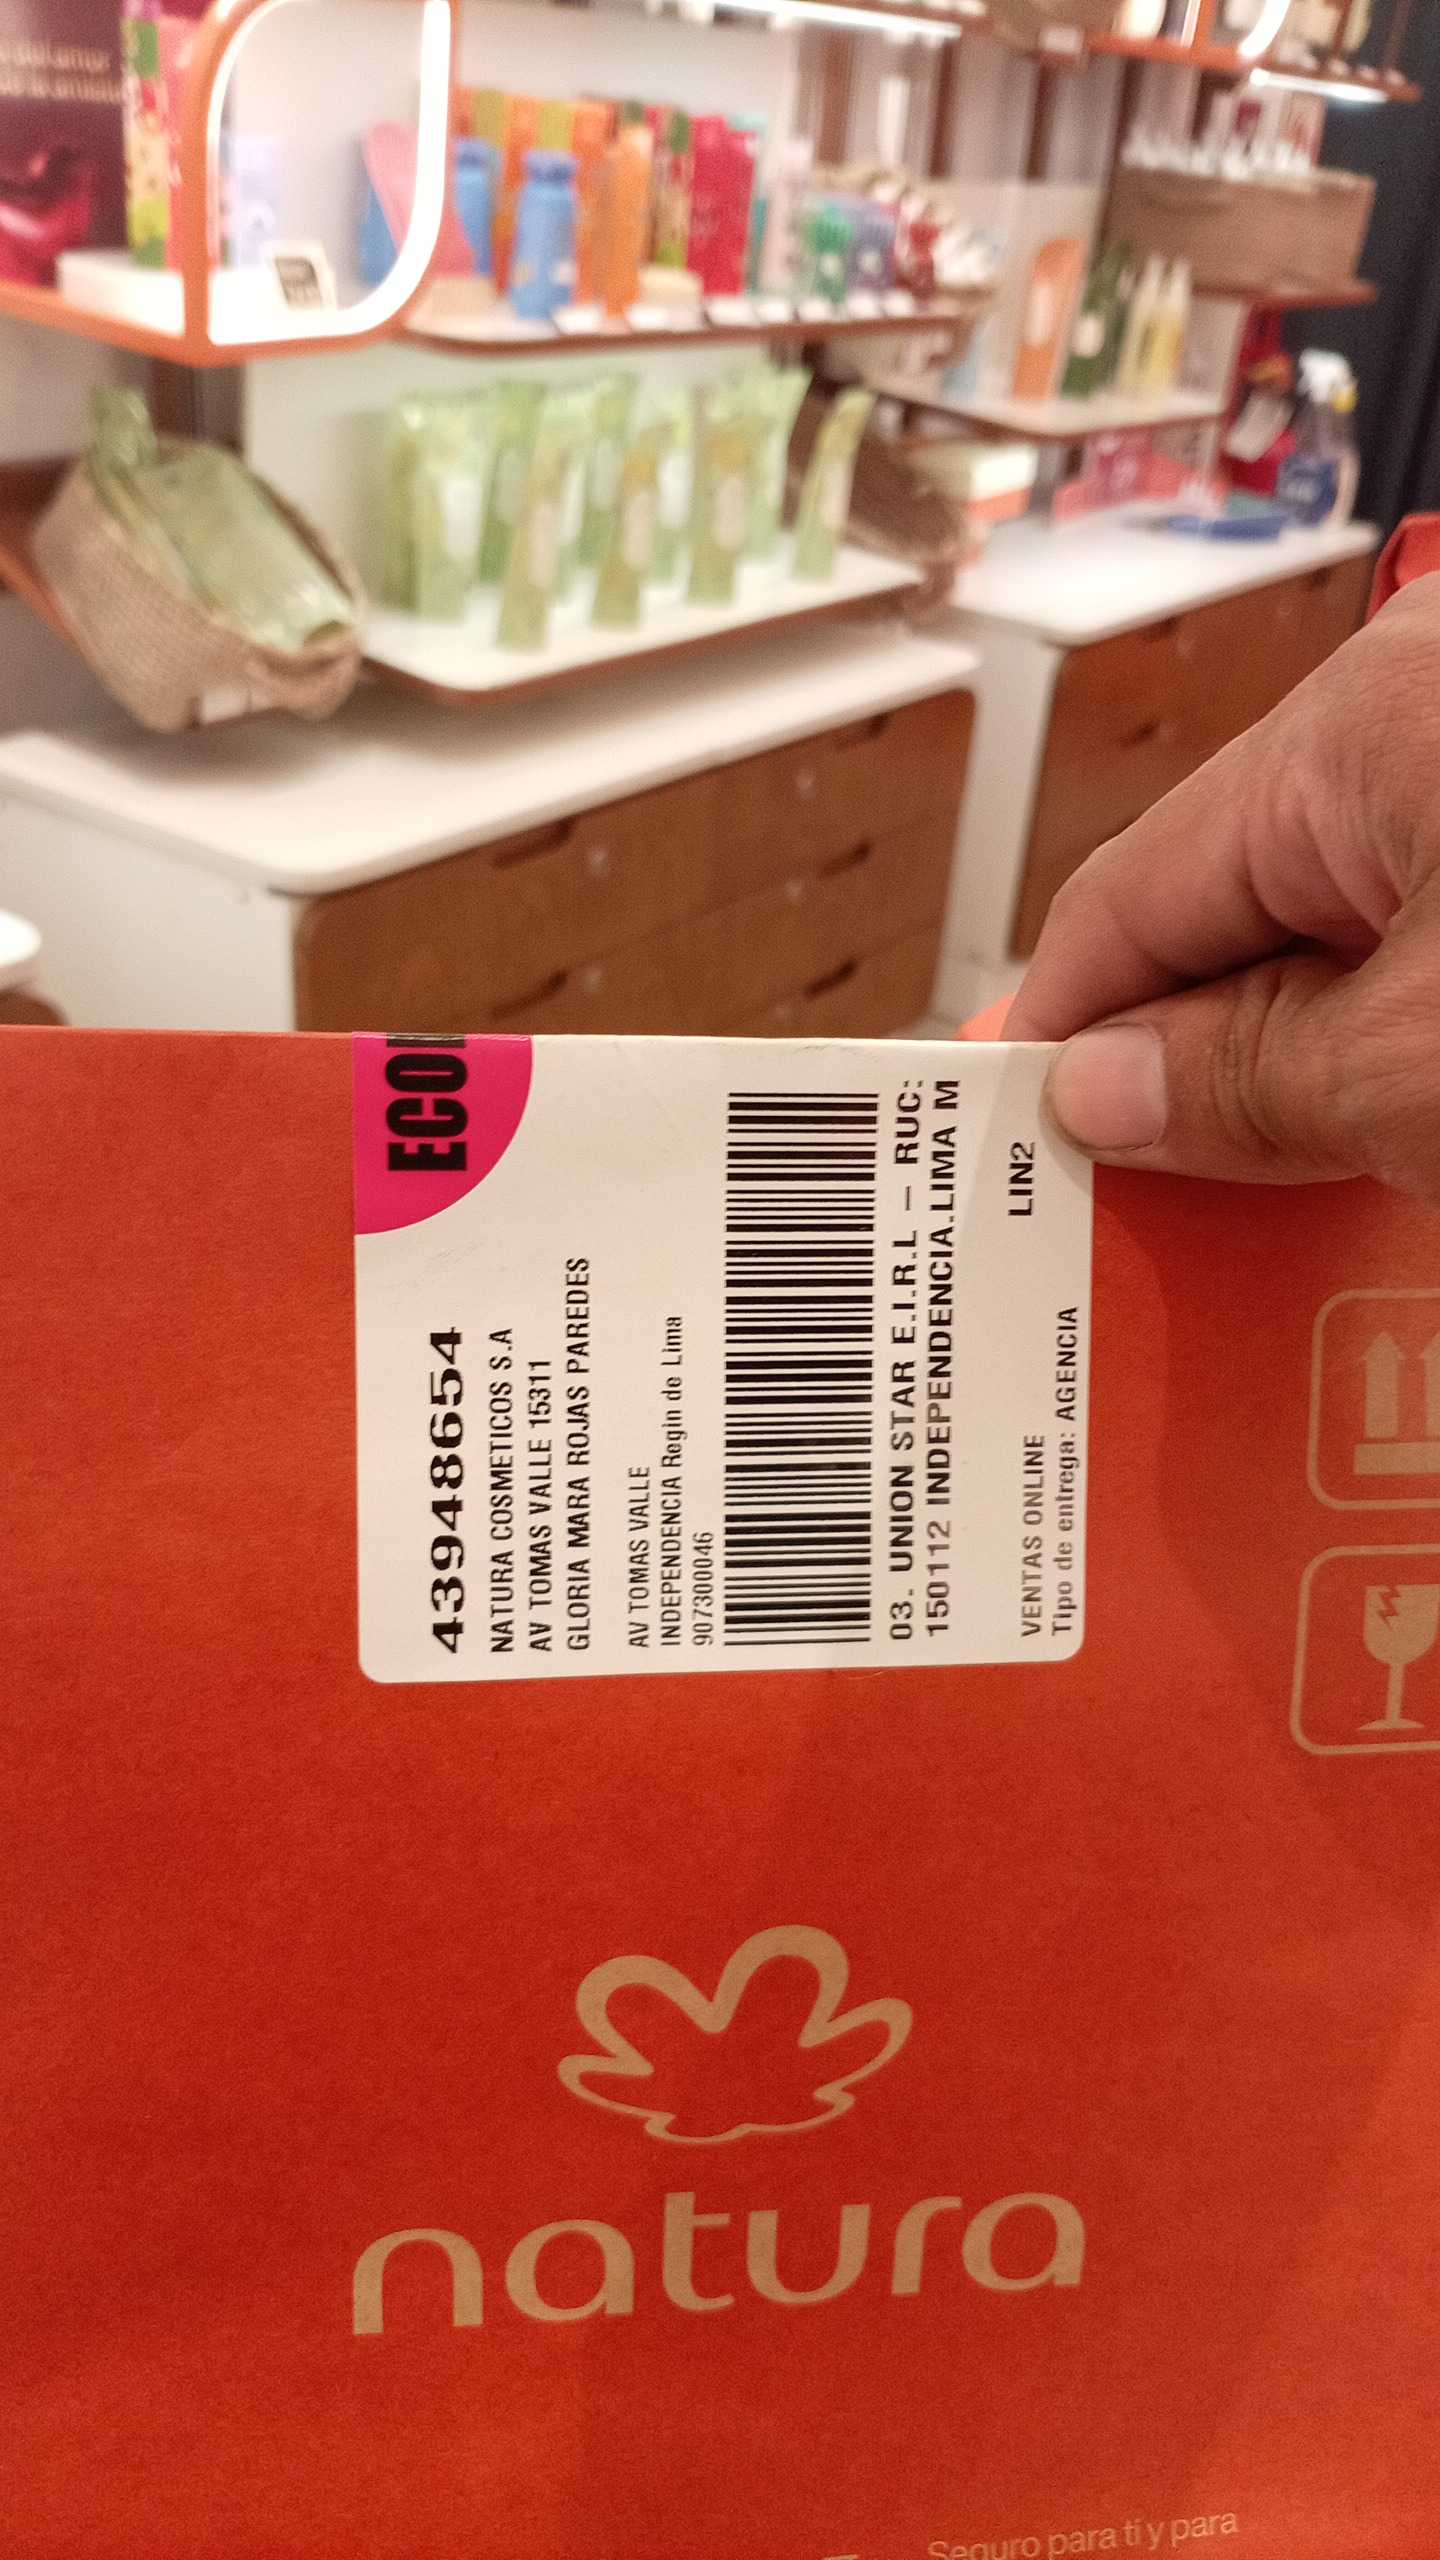 ECO
43948654
NATURA COSMETICOS S.A
AV TOMAS VALLE 15311
GLORIA MARA ROJAS PAREDES
AV TOMAS VALLE
INDEPENDENCIA Regin de Lima
907300046
03. UNION STAR E.I.R.L – RUC:
150112 INDEPENDENCIA.LIMA M
LIN2
VENTAS ONLINE
Tipo de entrega: AGENCIA
natura
Seguro para ti y para